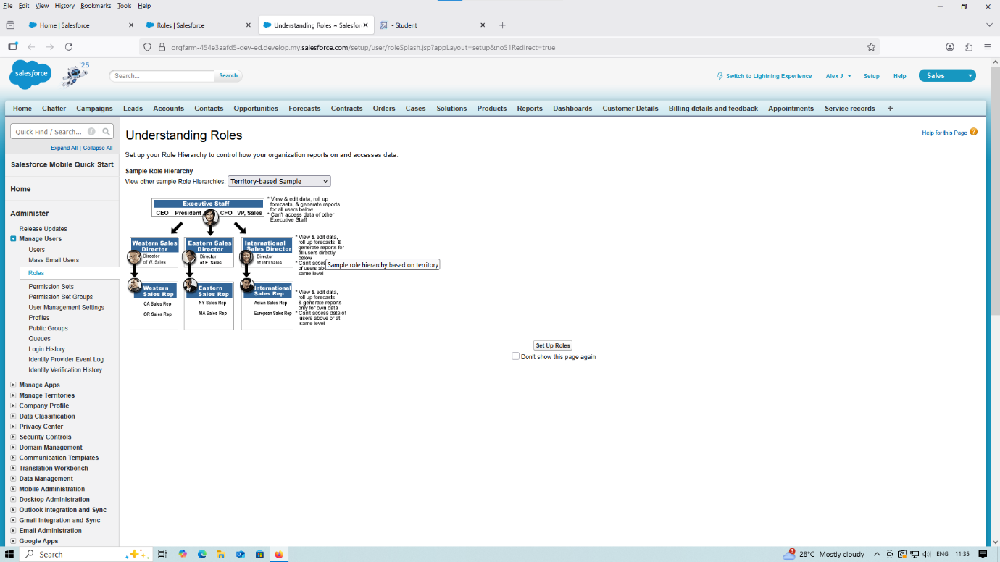 File Edit View History Bookmarks Tools Help
Home | Salesforce
Roles | Salesforce
Understanding Roles ~ Salesfor
- Student
orgfarm-454e3aafd5-dev-ed.develop.my.salesforce.com/setup/user/roleSplash.jsp?appLayout=setup&noS1Redirect=true
salesforce
'25
Search...
Search
Switch to Lightning Experience
Alex J
Setup
Help
Sales
Home Chatter Campaigns Leads Accounts Contacts Opportunities Forecasts Contracts Orders Cases Solutions Products Reports Dashboards Customer Details Billing details and feedback Appointments Service records +
Quick Find / Search...
Expand All | Collapse All
Salesforce Mobile Quick Start
Home
Administer
Release Updates
Manage Users
Users
Mass Email Users
Roles
Permission Sets
Permission Set Groups
User Management Settings
Profiles
Public Groups
Queues
Login History
Identity Provider Event Log
Identity Verification History
Manage Apps
Manage Territories
Company Profile
Data Classification
Privacy Center
Security Controls
Domain Management
Communication Templates
Translation Workbench
Data Management
Mobile Administration
Desktop Administration
Outlook Integration and Sync
Gmail Integration and Sync
Email Administration
Google Apps
Understanding Roles
Help for this Page
Set up your Role Hierarchy to control how your organization reports on and accesses data.
Sample Role Hierarchy
View other sample Role Hierarchies: Territory-based Sample
Executive Staff
CEO President CFO VP, Sales
* View & edit data, roll up
forecasts, & generate reports
for all users below
* Can't access data of other
Executive Staff
Western Sales
Director
Director
of W. Sales
Eastern Sales
Director
Director
of E. Sales
International
Sales Director
Director
of Int'l Sales
* View & edit data,
roll up forecasts, &
generate reports for
all users directly
below
* Can't access
of users abo
same level
Sample role hierarchy based on territory
Western
Sales Rep
CA Sales Rep
OR Sales Rep
Eastern
Sales Rep
NY Sales Rep
MA Sales Rep
International
Sales Rep
Asian Sales Rep
European Sales Rep
* View & edit data,
roll up forecasts,
& generate reports
only for own data
* Can't access data of
users above or at
same level
Set Up Roles
Don't show this page again
Search
3
28°C Mostly cloudy
ENG
11:35